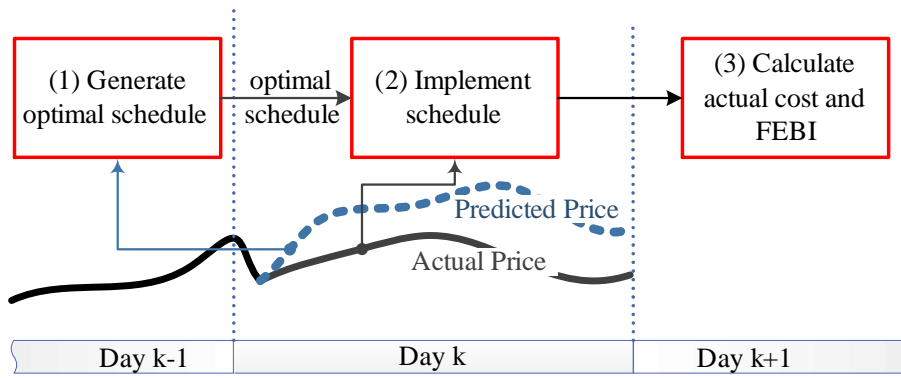 (1) Generate
optimal schedule
optimal
schedule
(2) Implement
schedule
(3) Calculate
actual cost and
FEBI
Predicted Price
Actual Price
Day k-1
Day k
Day k+1